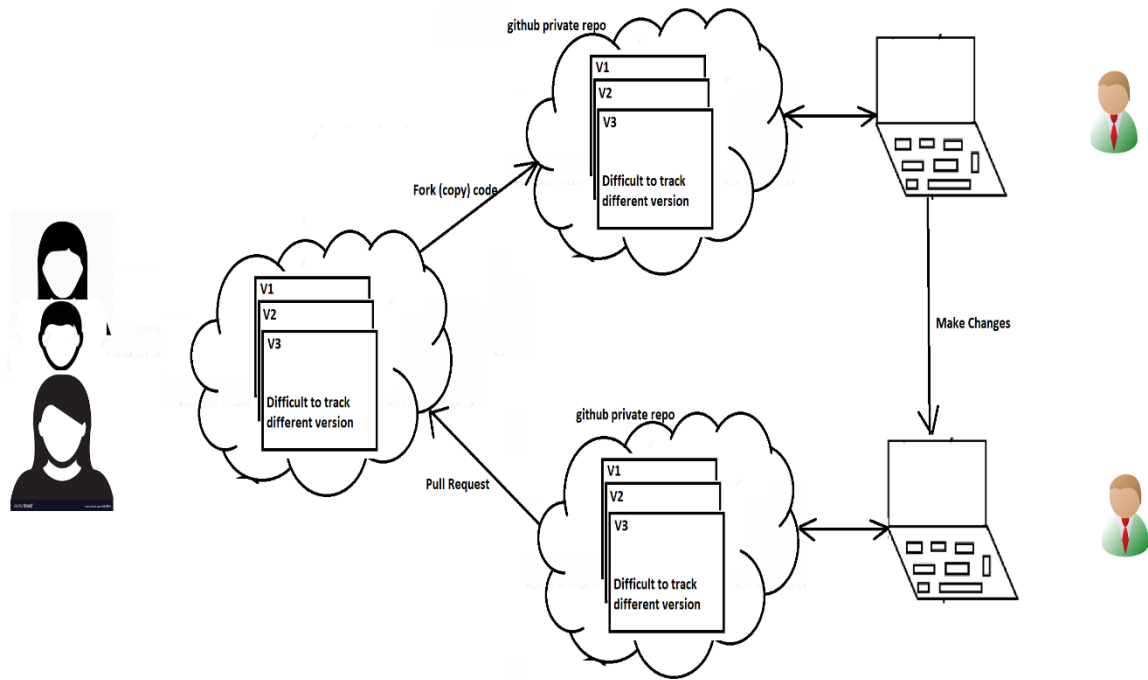 github private repo
V1
V2
V3
Difficult to track
different version
Fork (copy) code
V1
V2
V3
Difficult to track
different version
Make Changes
github private repo
Pull Request
V1
V2
V3
Difficult to track
different version